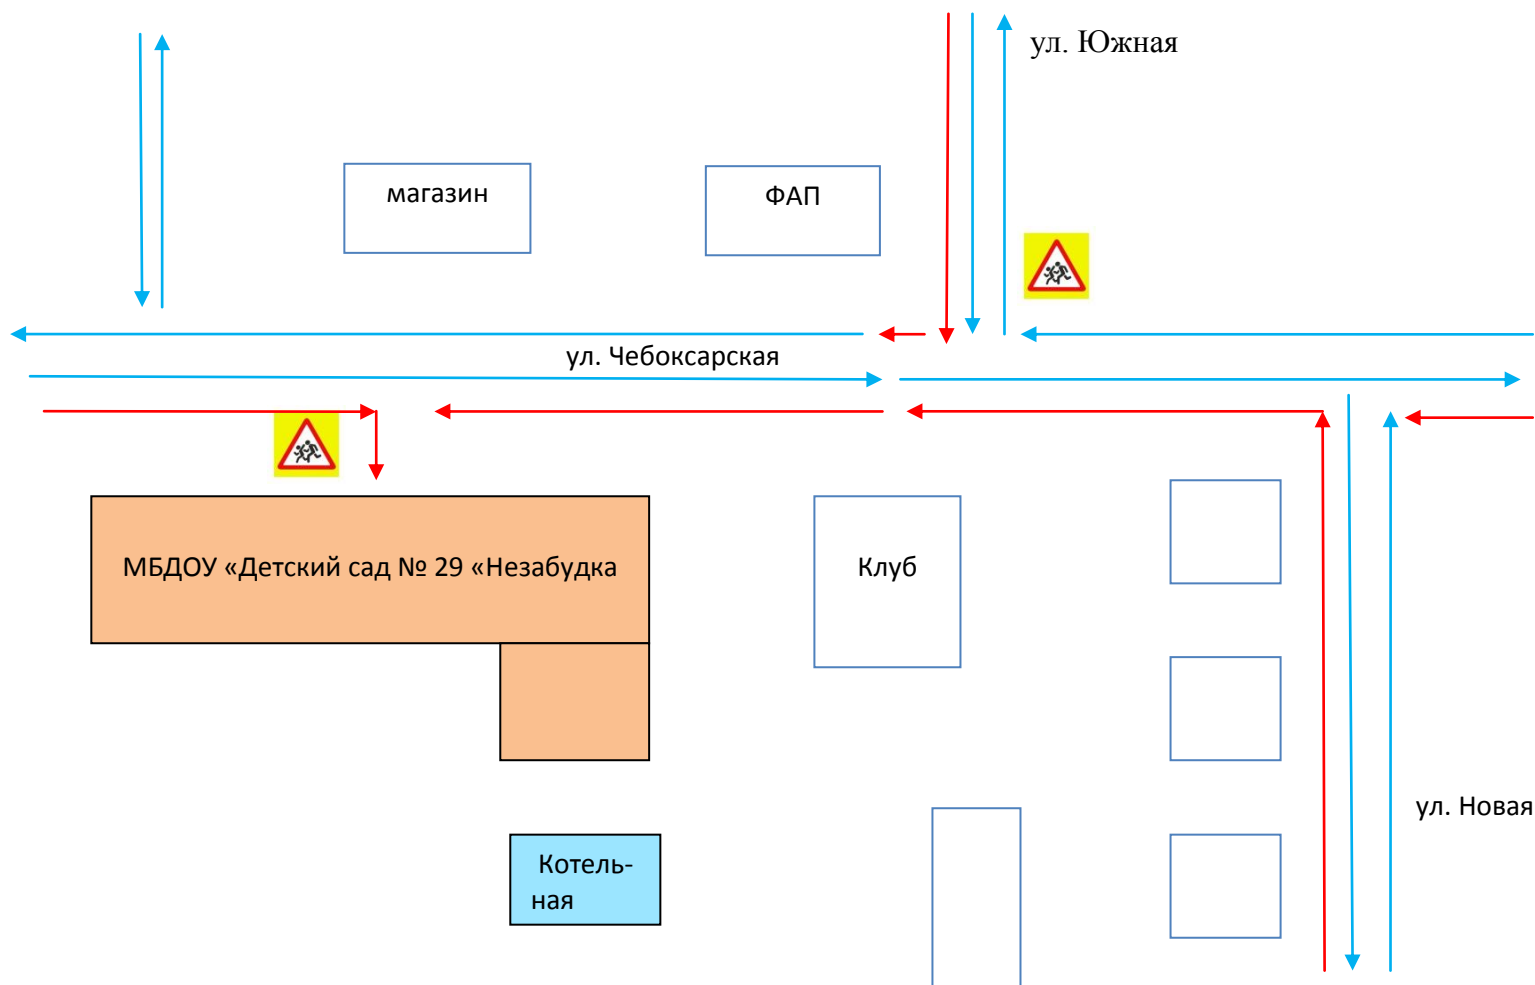 ул. Южная
магазин
ФАП
ул. Чебоксарская
МБДОУ «Детский сад № 29 «Незабудка
Клуб
ул. Новая
Котель-
ная